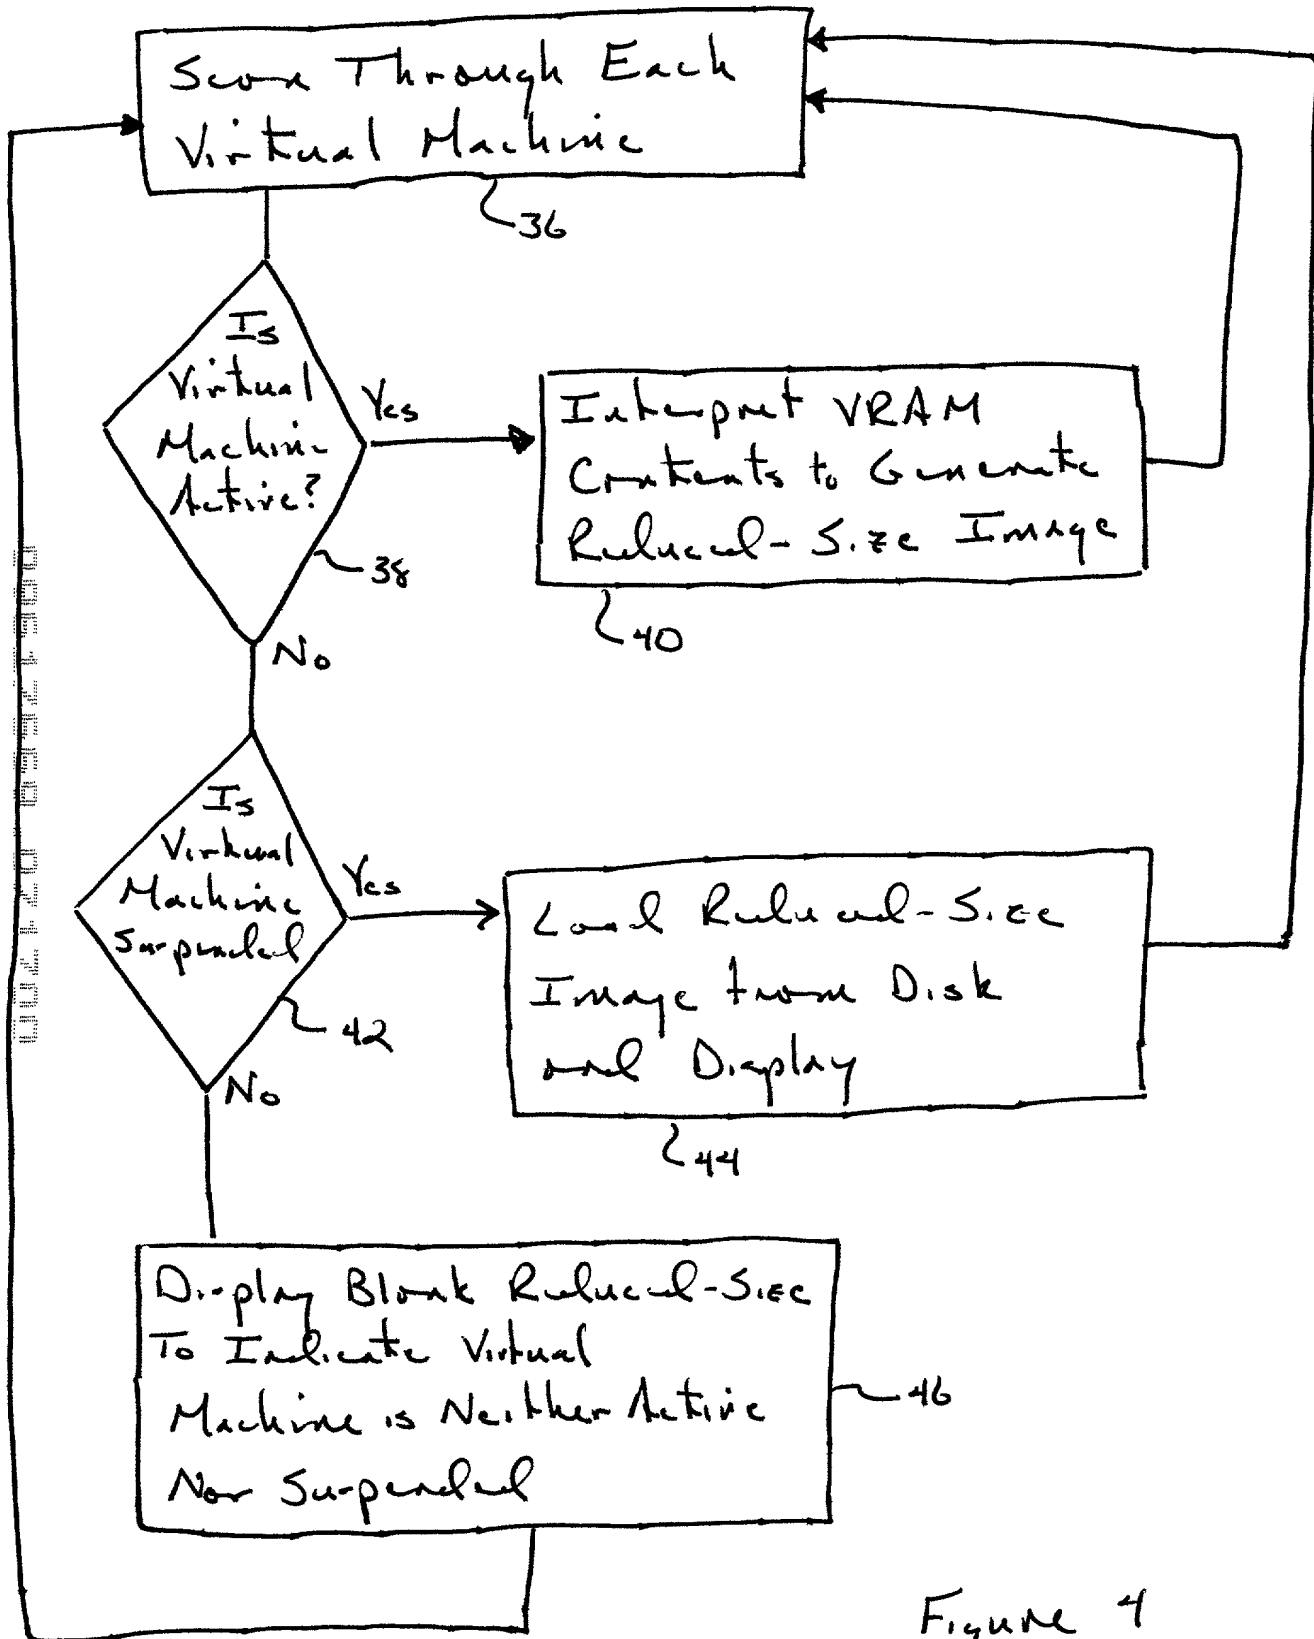 Scan Through Each
Virtual Machine
36
Is
Virtual
Machine
Active?
Yes
38
No
Interpret VRAM
Contents to Generate
Reduced-Size Image
40
Is
Virtual
Machine
Suspended
Yes
42
No
Load Reduced-Size
Image from Disk
and Display
44
Display Blank Reduced-Size
To Indicate Virtual
Machine is Neither Active
Nor Suspended
46
Figure 4